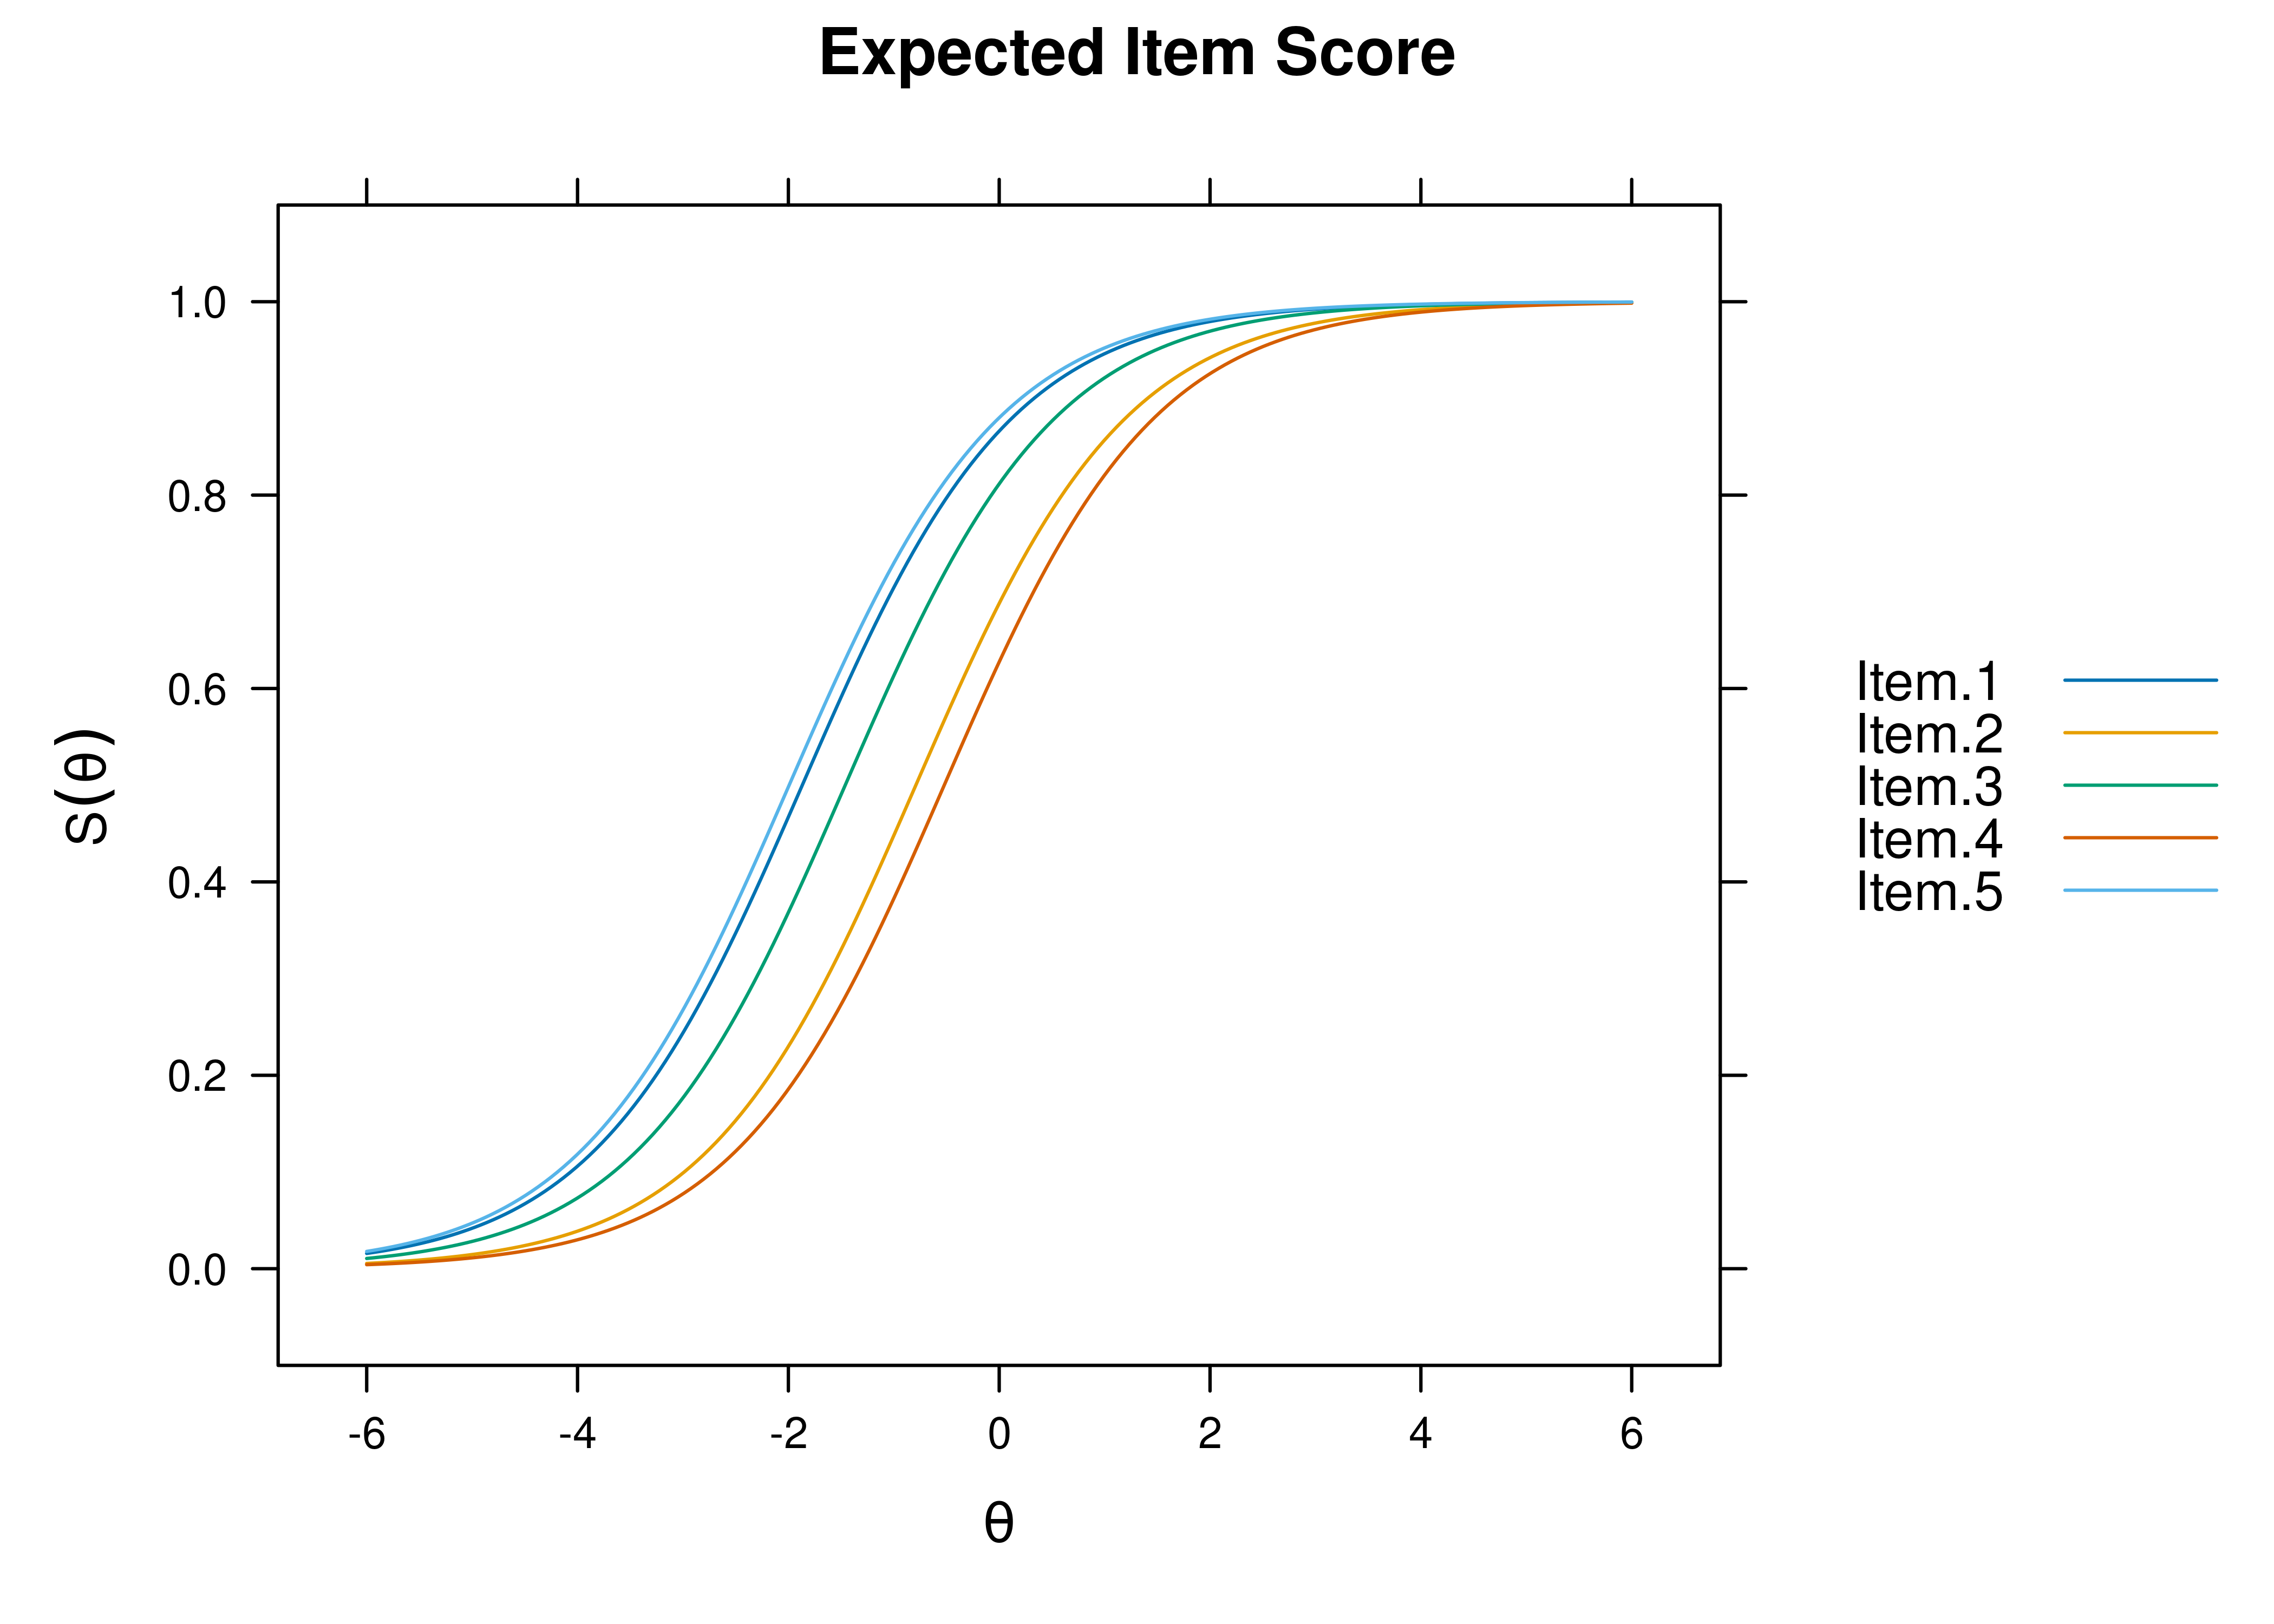 Expected Item Score
1.0
0.8
0.6
0.4
0.2
0.0
S(θ)
-6 -4 -2 0 2 4 6
θ
Item.1
Item.2
Item.3
Item.4
Item.5